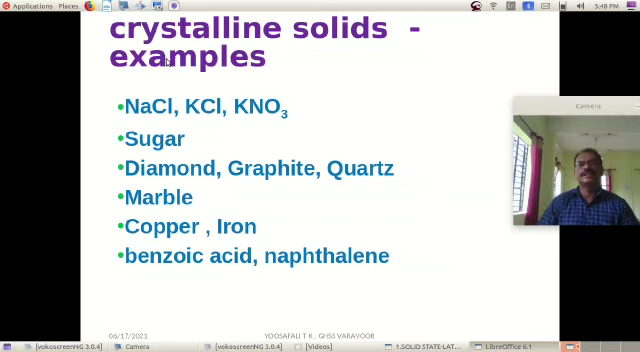 Applications Places
3:48 PM
crystalline solids -
examples
•NaCl, KCl, KNO3
•Sugar
•Diamond, Graphite, Quartz
•Marble
•Copper , Iron
•benzoic acid, naphthalene
Camera
06/17/2021
YOOSAFALI T K , GHSS VARAVOOR
[vokoscreenNG 3.0.4]
Camera
[vokoscreenNG 3.0.4]
[Videos]
1.SOLID STATE-LAT...
LibreOffice 6.1